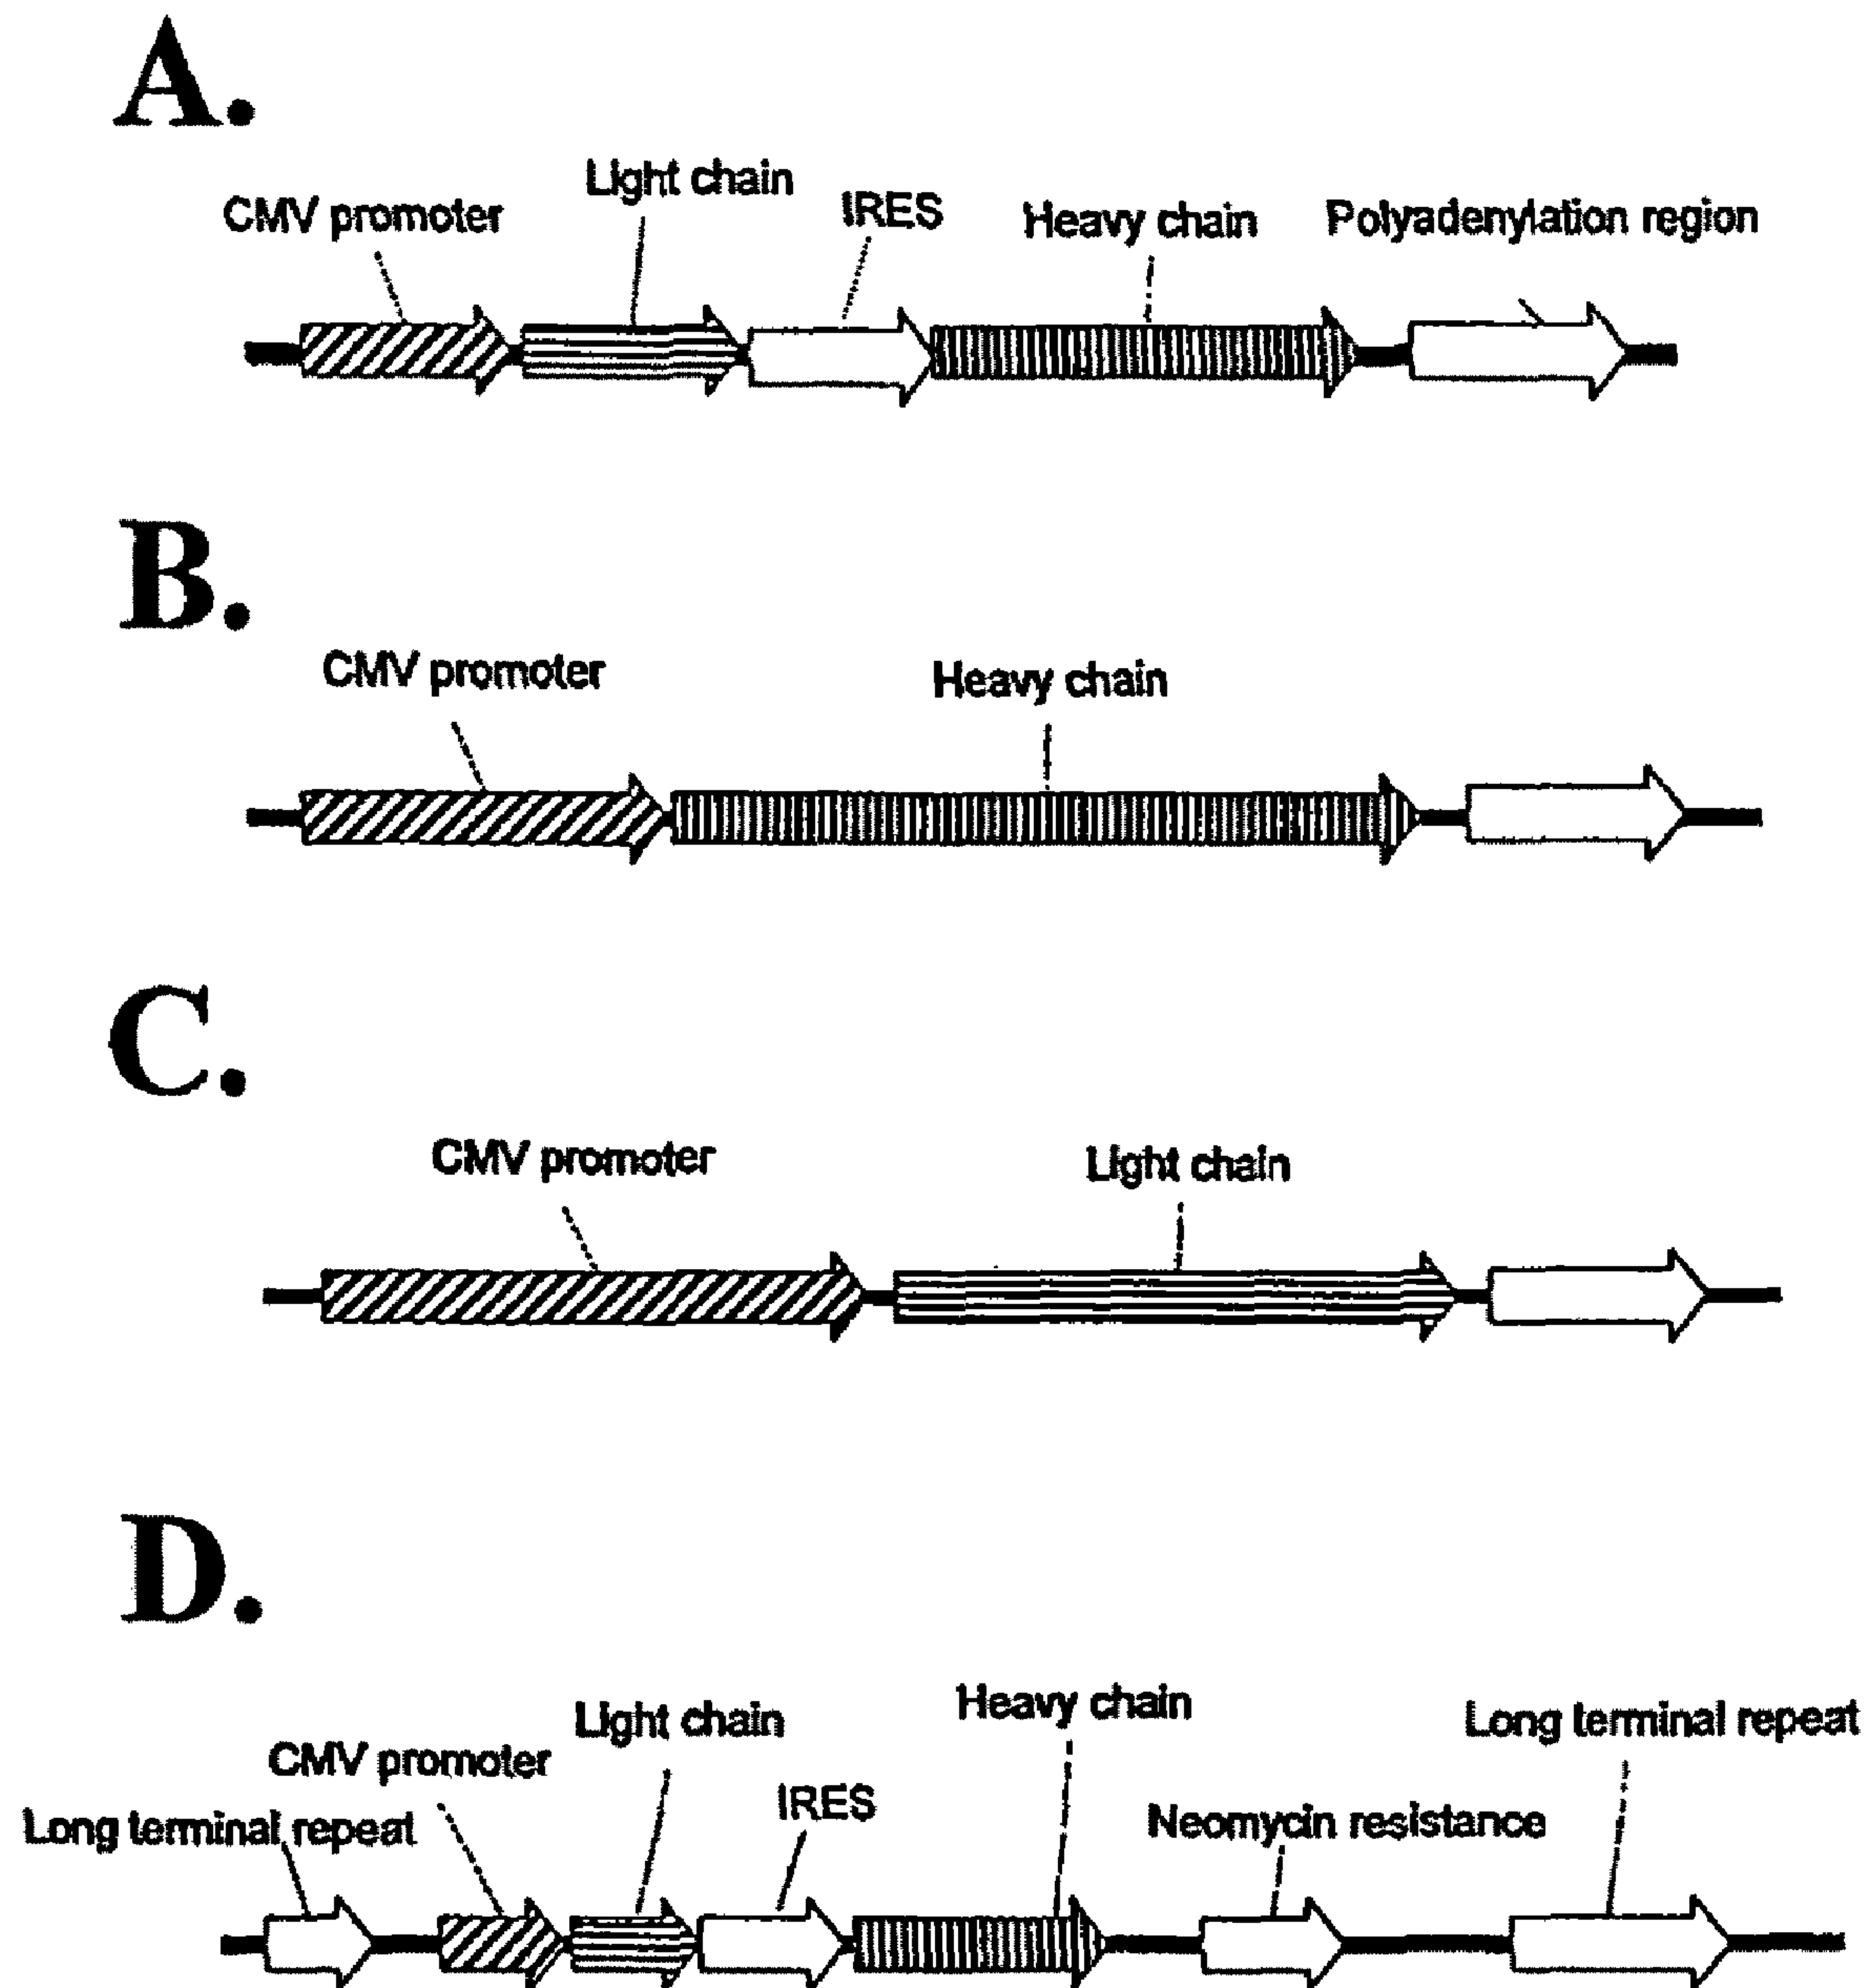 A.
CMV promoter
Light chain
IRES
Heavy chain
Polyadenylation region
B.
CMV promoter
Heavy chain
C.
CMV promoter
Light chain
D.
Long terminal repeat
CMV promoter
Light chain
IRES
Heavy chain
Neomycin resistance
Long terminal repeat